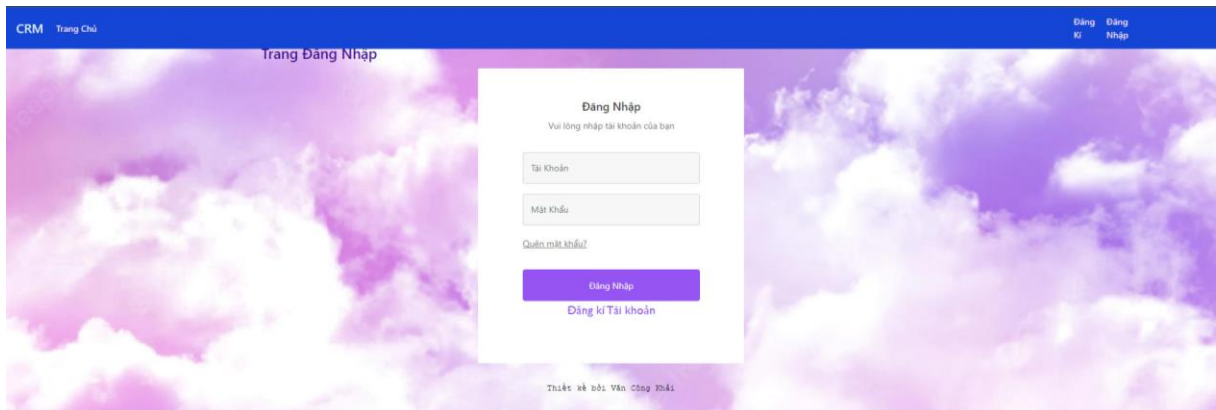 CRM Trang Chủ
Đăng Kí
Đăng Nhập
Trang Đăng Nhập
Đăng Nhập
Vui lòng nhập tài khoản của bạn
Tài Khoản
Mật Khẩu
Quên mật khẩu?
Đăng Nhập
Đăng kí Tài khoản
Thiết kế bởi Văn Công Khải